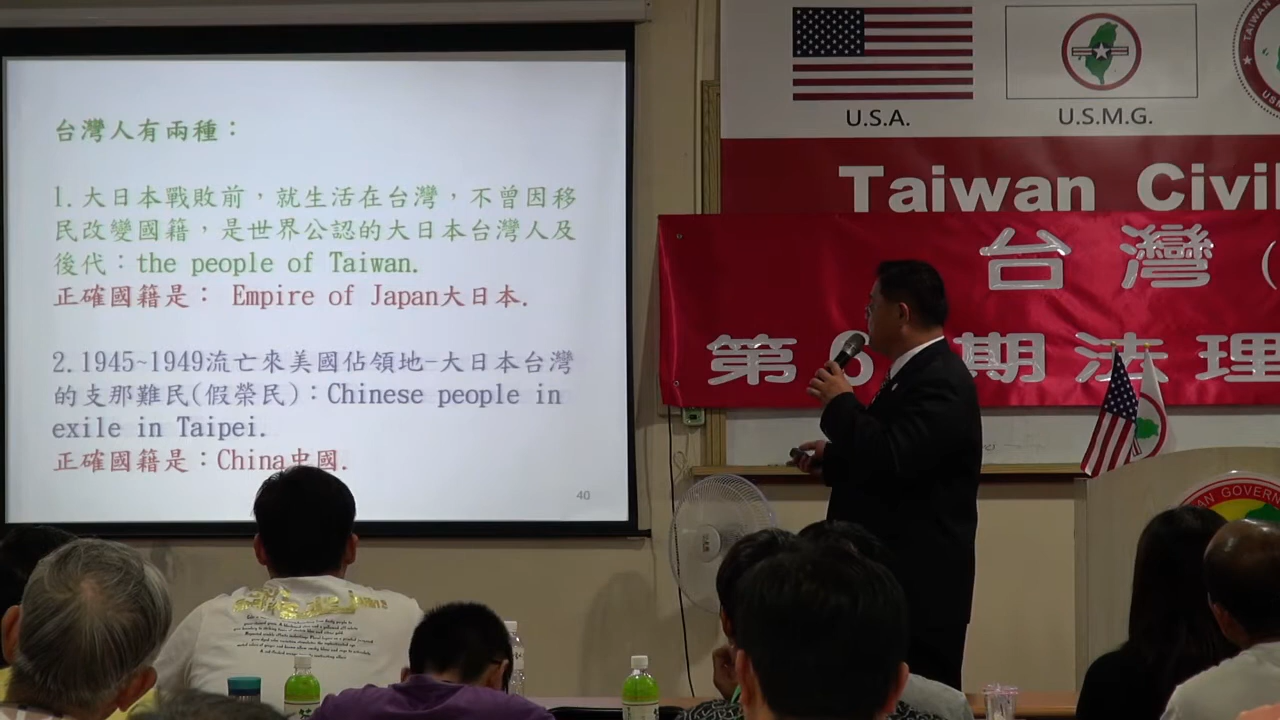 台灣人有兩種：
1.大日本戰敗前，就生活在台灣，不曾因移
民改變國籍，是世界公認的大日本台灣人及
後代：the people of Taiwan.
正確國籍是： Empire of Japan大日本.
2.1945~1949流亡來美國佔領地-大日本台灣
的支那難民(假榮民)：Chinese people in
exile in Taipei.
正確國籍是：China中國.
40
U.S.A.
U.S.M.G.
Taiwan Civil
台灣（
第6期法理
GOVERN